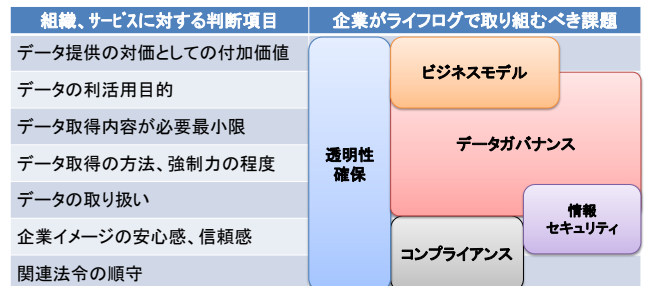 組織、サービスに対する判断項目
企業がライフログで取り組むべき課題
データ提供の対価としての付加価値
データの利活用目的
データ取得内容が必要最小限
データ取得の方法、強制力の程度
データの取り扱い
企業イメージの安心感、信頼感
関連法令の順守
透明性
確保
ビジネスモデル
データガバナンス
情報
セキュリティ
コンプライアンス